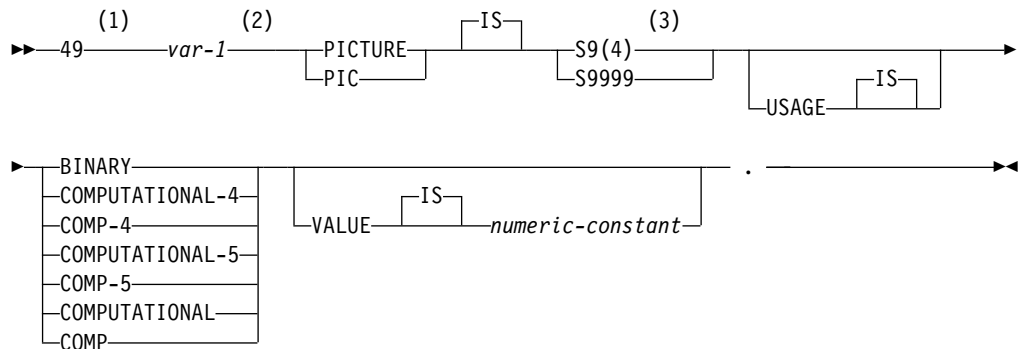 (1) (2) IS (3)
49 var-1 PICTURE S9(4)
PIC S9999 IS
USAGE
BINARY .
COMPUTATIONAL-4 IS
COMP-4 VALUE numeric-constant
COMPUTATIONAL-5
COMP-5
COMPUTATIONAL
COMP